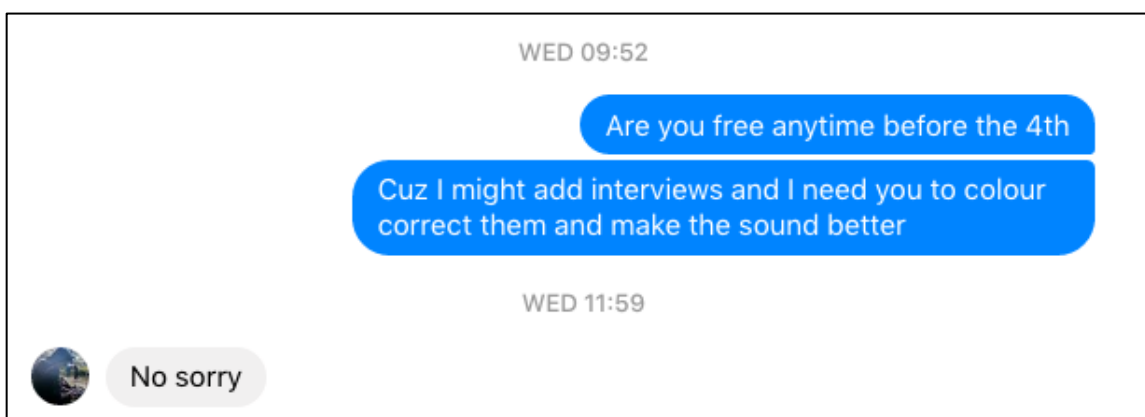 WED 09:52
Are you free anytime before the 4th
Cuz I might add interviews and I need you to colour
correct them and make the sound better
WED 11:59
No sorry